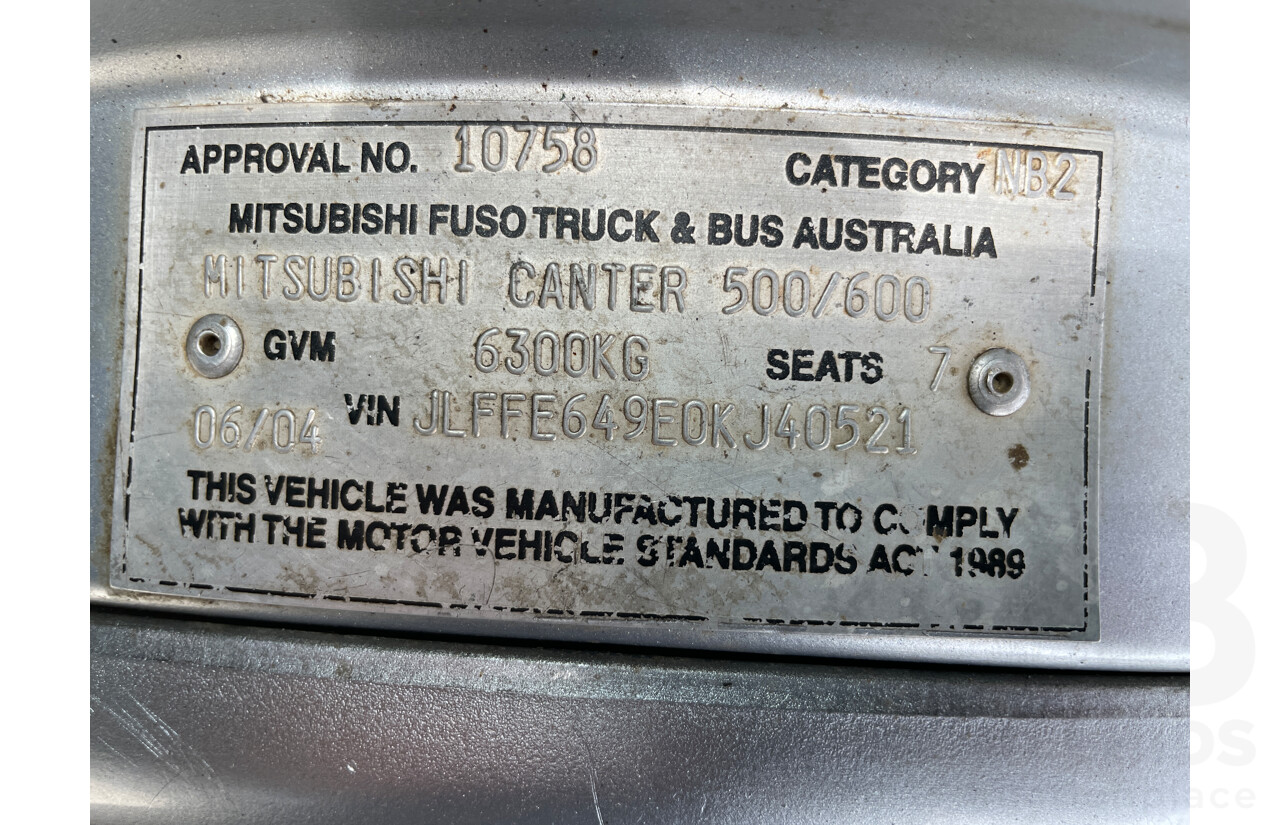 APPROVAL NO. 10758 CATEGORY NB2
MITSUBISHI FUSO TRUCK & BUS AUSTRALIA
MITSUBISHI CANTER 500/600
GVM 6300KG SEATS 7
06/04 VIN JLFFE649E0KJ40521
THIS VEHICLE WAS MANUFACTURED TO COMPLY
WITH THE MOTOR VEHICLE STANDARDS ACT 1989